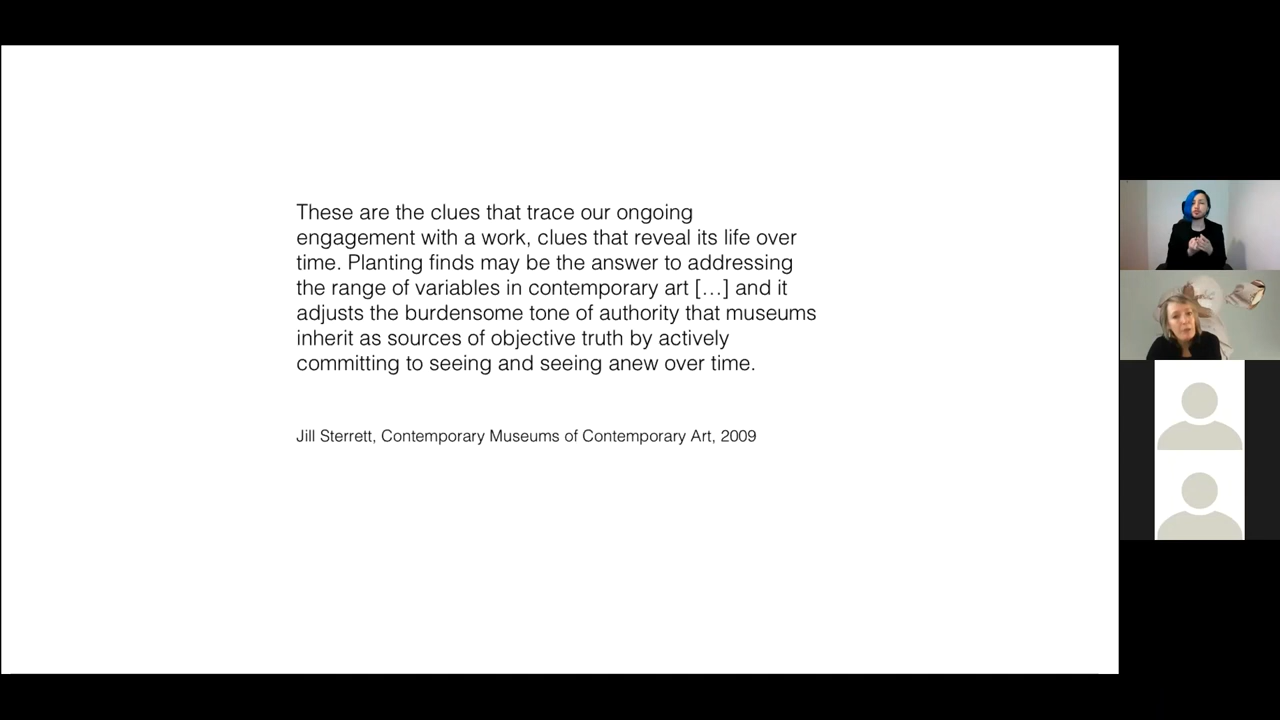 These are the clues that trace our ongoing
engagement with a work, clues that reveal its life over
time. Planting finds may be the answer to addressing
the range of variables in contemporary art […] and it
adjusts the burdensome tone of authority that museums
inherit as sources of objective truth by actively
committing to seeing and seeing anew over time.
Jill Sterrett, Contemporary Museums of Contemporary Art, 2009